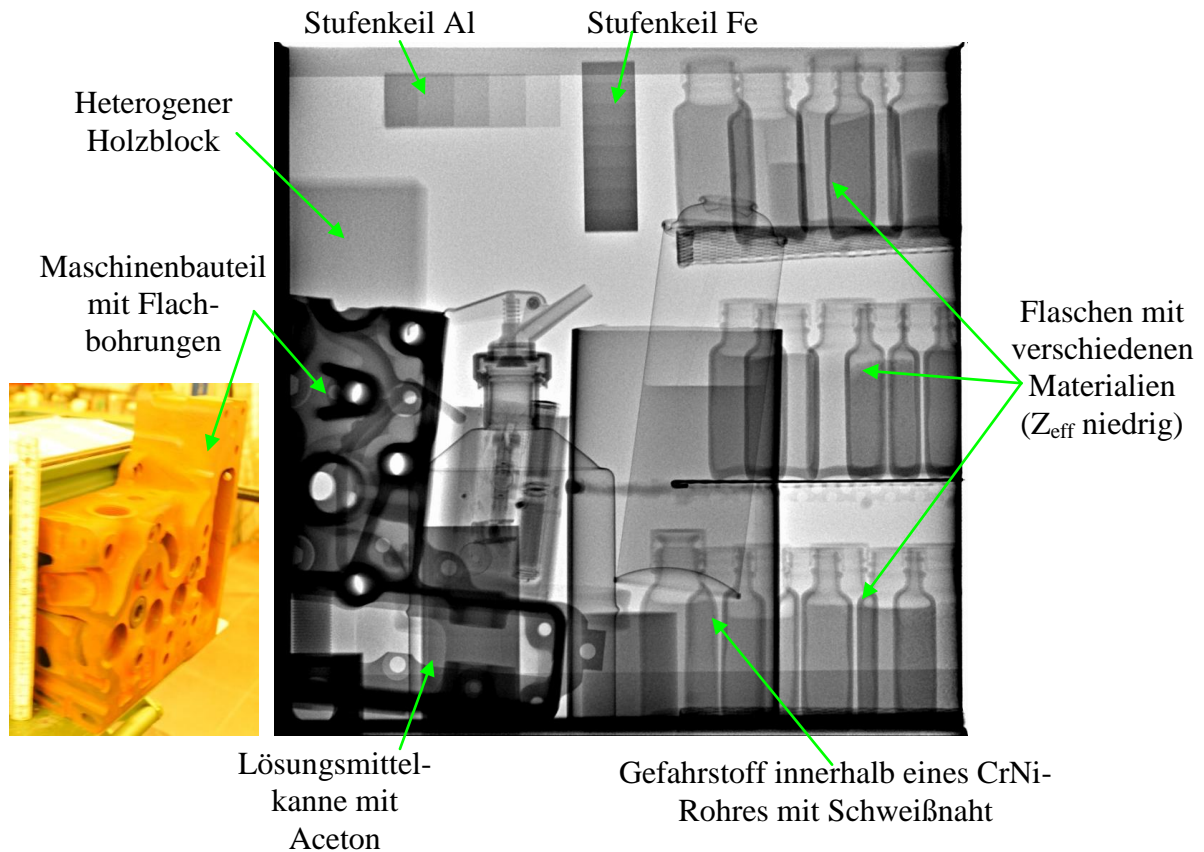 Stufenkeil Al
Stufenkeil Fe
Heterogener
Holzblock
Maschinenbauteil
mit Flach-
bohrungen
Flaschen mit
verschiedenen
Materialien
(Zeff niedrig)
Lösungsmittel-
kanne mit
Aceton
Gefahrstoff innerhalb eines CrNi-
Rohres mit Schweißnaht